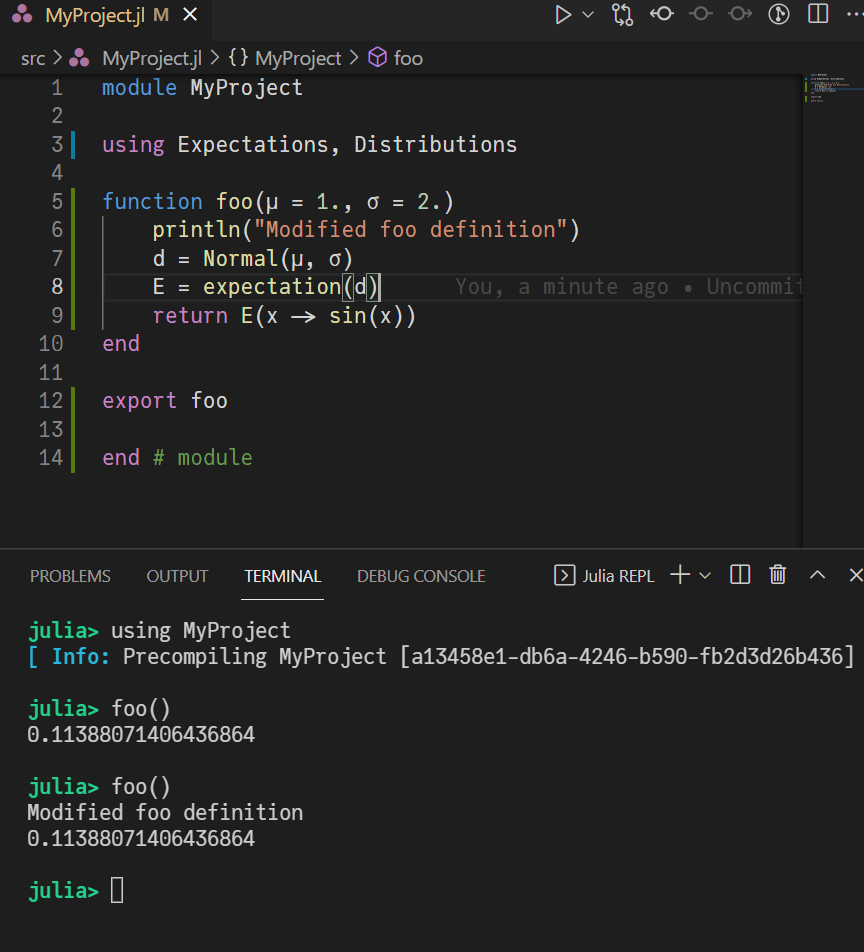 MyProject.jl M
src > MyProject.jl > {} MyProject > foo
1 module MyProject
2
3 using Expectations, Distributions
4
5 function foo(μ = 1., σ = 2.)
6 println("Modified foo definition")
7 d = Normal(μ, σ)
8 E = expectation(d) You, a minute ago • Uncommit
9 return E(x -> sin(x))
10 end
11
12 export foo
13
14 end # module
PROBLEMS OUTPUT TERMINAL DEBUG CONSOLE Julia REPL
julia> using MyProject
[ Info: Precompiling MyProject [a13458e1-db6a-4246-b590-fb2d3d26b436]
julia> foo()
0.11388071406436864
julia> foo()
Modified foo definition
0.11388071406436864
julia>